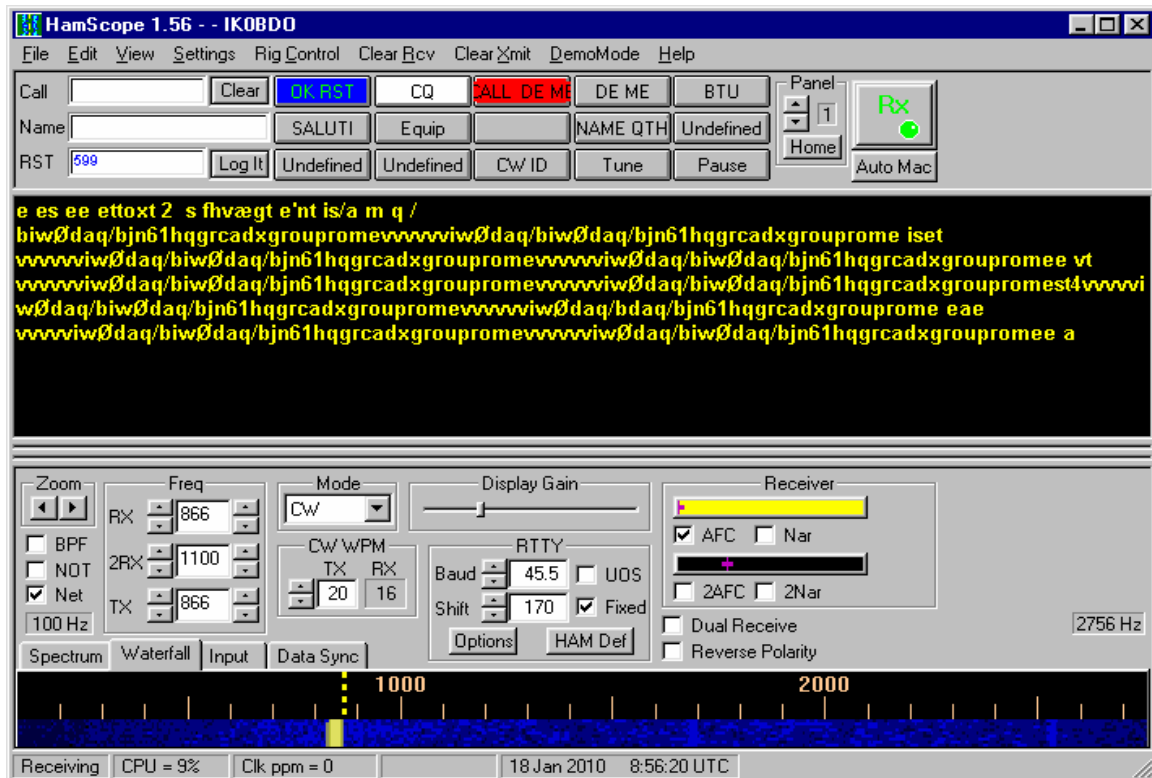 HamScope 1.56 - - IK0BDO
File Edit View Settings Rig Control Clear Rcv Clear Xmit DemoMode Help
Call Clear OK RST CQ CALL DE ME DE ME BTU Panel 1 Rx
Name SALUTI Equip NAME QTH Undefined Home
RST 599 Log It Undefined Undefined CW ID Tune Pause Auto Mac
e es ee ettoxt 2 s fhvægt e'nt is/a m q /
biwØdaq/bjn61hqgrcadxgroupromevvvvviwØdaq/biwØdaq/bjn61hqgrcadxgrouprome iset
vvvvviwØdaq/biwØdaq/bjn61hqgrcadxgroupromevvvvviwØdaq/biwØdaq/bjn61hqgrcadxgroupromee vt
vvvvviwØdaq/biwØdaq/bjn61hqgrcadxgroupromevvvvviwØdaq/biwØdaq/bjn61hqgrcadxgroupromest4vvvvvi
wØdaq/biwØdaq/bjn61hqgrcadxgroupromevvvvviwØdaq/bdaq/bjn61hqgrcadxgrouprome eae
vvvvviwØdaq/biwØdaq/bjn61hqgrcadxgroupromevvvvvviwØdaq/biwØdaq/bjn61hqgrcadxgroupromee a
Zoom Freq Mode Display Gain Receiver
RX 866 CW
BPF AFC Nar
NOT 2RX 1100 CW WPM RTTY
Net TX RX Baud 45.5 UOS
20 16 2AFC 2Nar
TX 866 Shift 170 Fixed
100 Hz Options HAM Def Dual Receive 2756 Hz
Spectrum Waterfall Input Data Sync Reverse Polarity
1000 2000
Receiving CPU = 9% Clk ppm = 0 18 Jan 2010 8:56:20 UTC